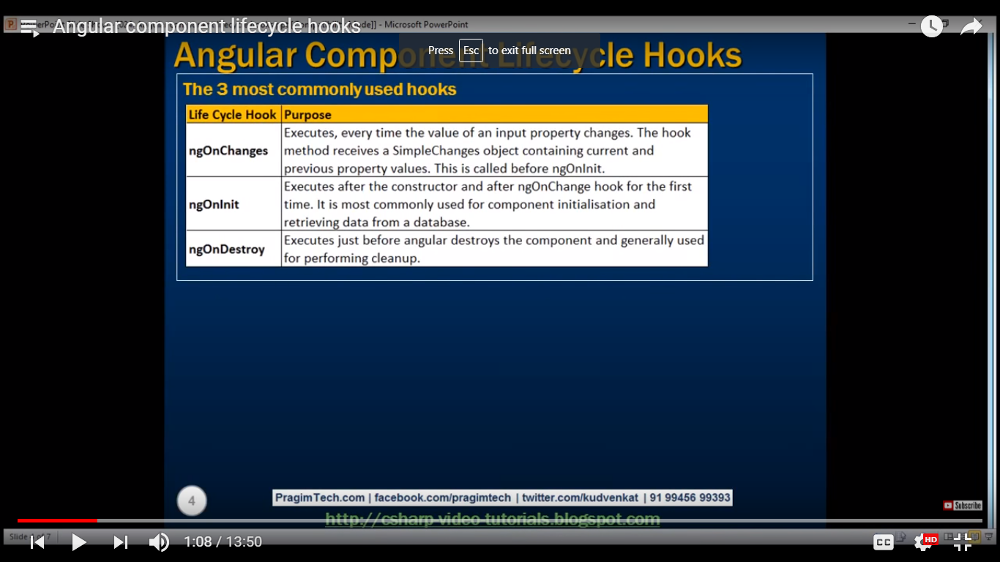 Angular component lifecycle hooks
- Microsoft PowerPoint
Press Esc to exit full screen
Angular Component Lifecycle Hooks
The 3 most commonly used hooks
Life Cycle Hook Purpose
ngOnChanges
Executes, every time the value of an input property changes. The hook
method receives a SimpleChanges object containing current and
previous property values. This is called before ngOnInit.
ngOnInit
Executes after the constructor and after ngOnChange hook for the first
time. It is most commonly used for component initialisation and
retrieving data from a database.
ngOnDestroy
Executes just before angular destroys the component and generally used
for performing cleanup.
4
PragimTech.com | facebook.com/pragimtech | twitter.com/kudvenkat | 91 99456 99393
Subscribe
http://csharp-video-tutorials.blogspot.com
Slide
1:08 / 13:50
CC
HD